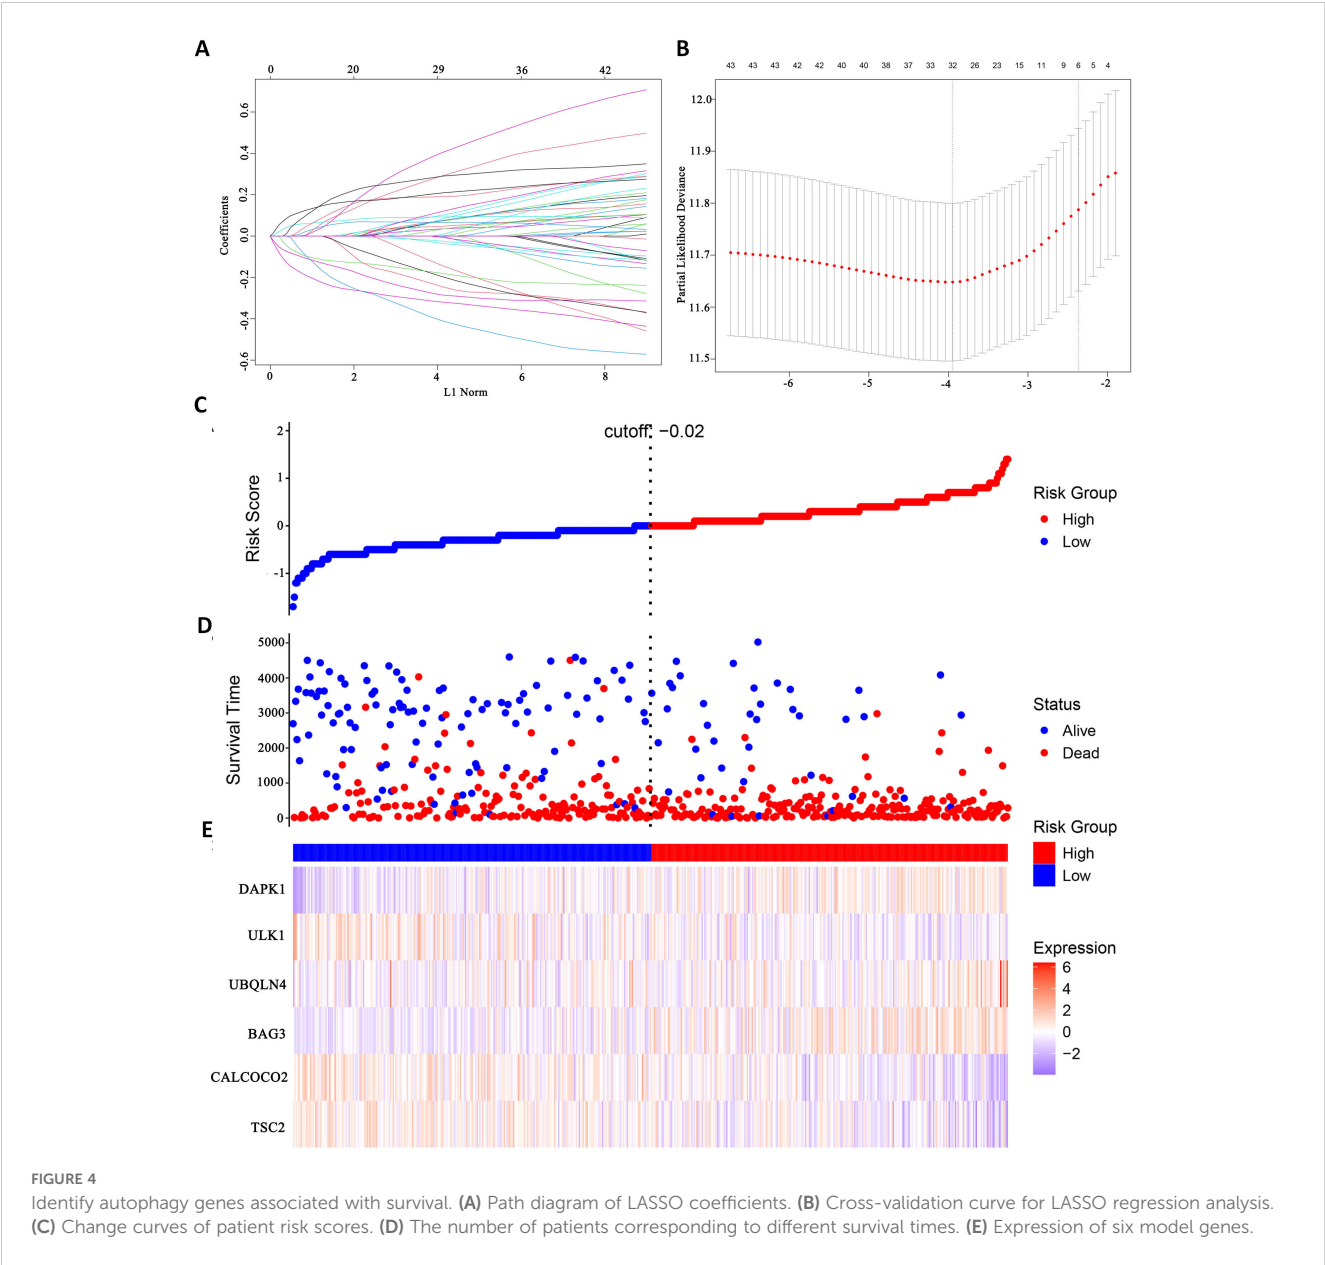 A
0 20 29 36 42
Coefficients
0.6
0.4
0.2
0.0
-0.2
-0.4
-0.6
0 2 4 6 8
L1 Norm
B
43 43 43 42 42 40 40 38 37 33 32 26 23 15 11 9 6 5 4
Partial Likelihood Deviance
12.0
11.9
11.8
11.7
11.6
11.5
-6 -5 -4 -3 -2
C
cutoff: −0.02
Risk Score
2
1
0
-1
Risk Group
High
Low
D
Survival Time
5000
4000
3000
2000
1000
0
Status
Alive
Dead
E
Risk Group
High
Low
DAPK1
ULK1
UBQLN4
BAG3
CALCOCO2
TSC2
Expression
6
4
2
0
−2
FIGURE 4
Identify autophagy genes associated with survival. (A) Path diagram of LASSO coefficients. (B) Cross-validation curve for LASSO regression analysis.
(C) Change curves of patient risk scores. (D) The number of patients corresponding to different survival times. (E) Expression of six model genes.